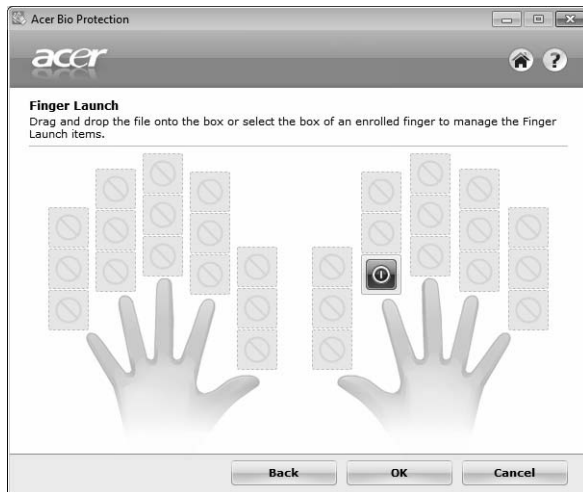 Acer Bio Protection
acer
?
Finger Launch
Drag and drop the file onto the box or select the box of an enrolled finger to manage the Finger
Launch items.
Back OK Cancel